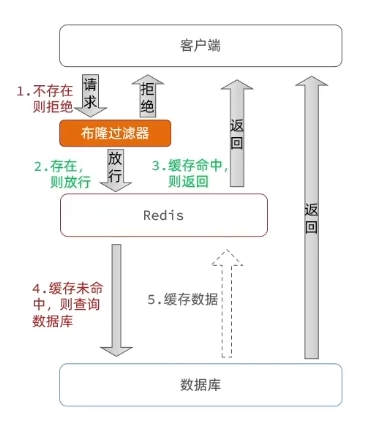 客户端
1.不存在
则拒绝
请求
拒绝
布隆过滤器
2.存在，
则放行
放行
3.缓存命中，
则返回
返回
返回
Redis
4.缓存未命
中，则查询
数据库
5.缓存数据
数据库